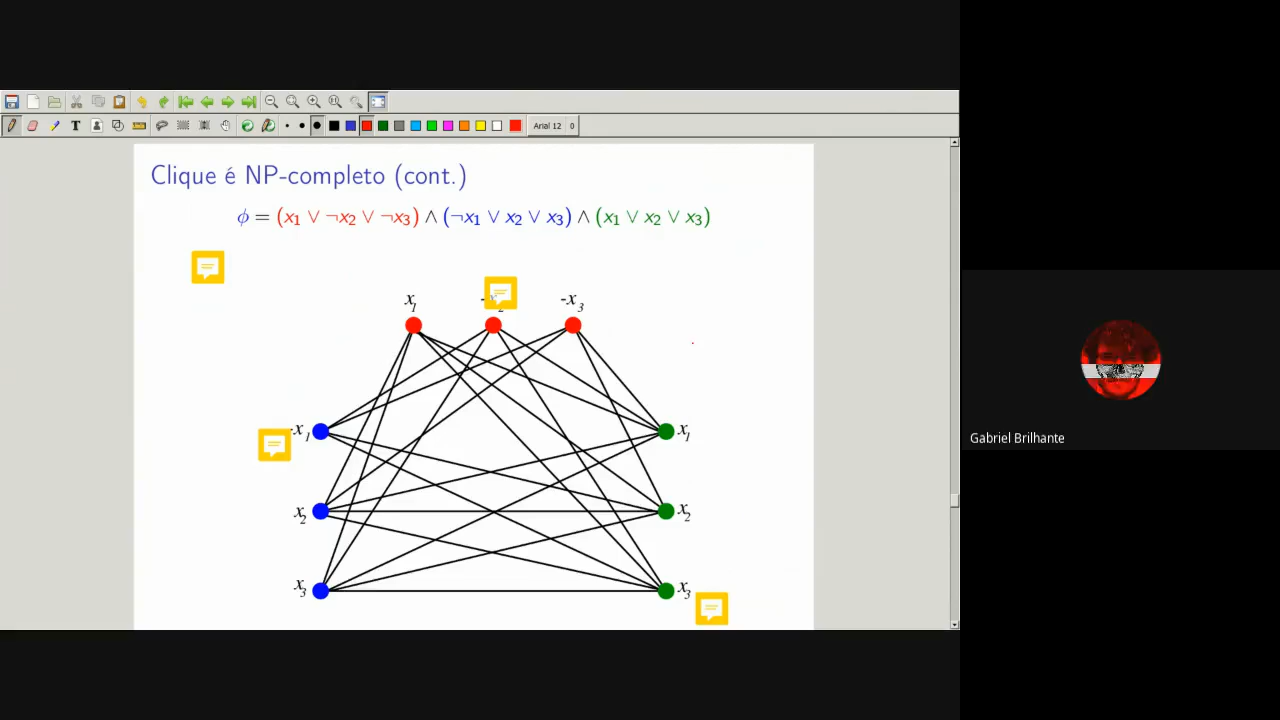 T
Arial 12 0
Clique é NP-completo (cont.)
ϕ = (x₁ ∨ ¬x₂ ∨ ¬x₃) ∧ (¬x₁ ∨ x₂ ∨ x₃) ∧ (x₁ ∨ x₂ ∨ x₃)
x₁ -x₃
-x₁ x₁
x₂ x₂
x₃ x₃
Gabriel Brilhante